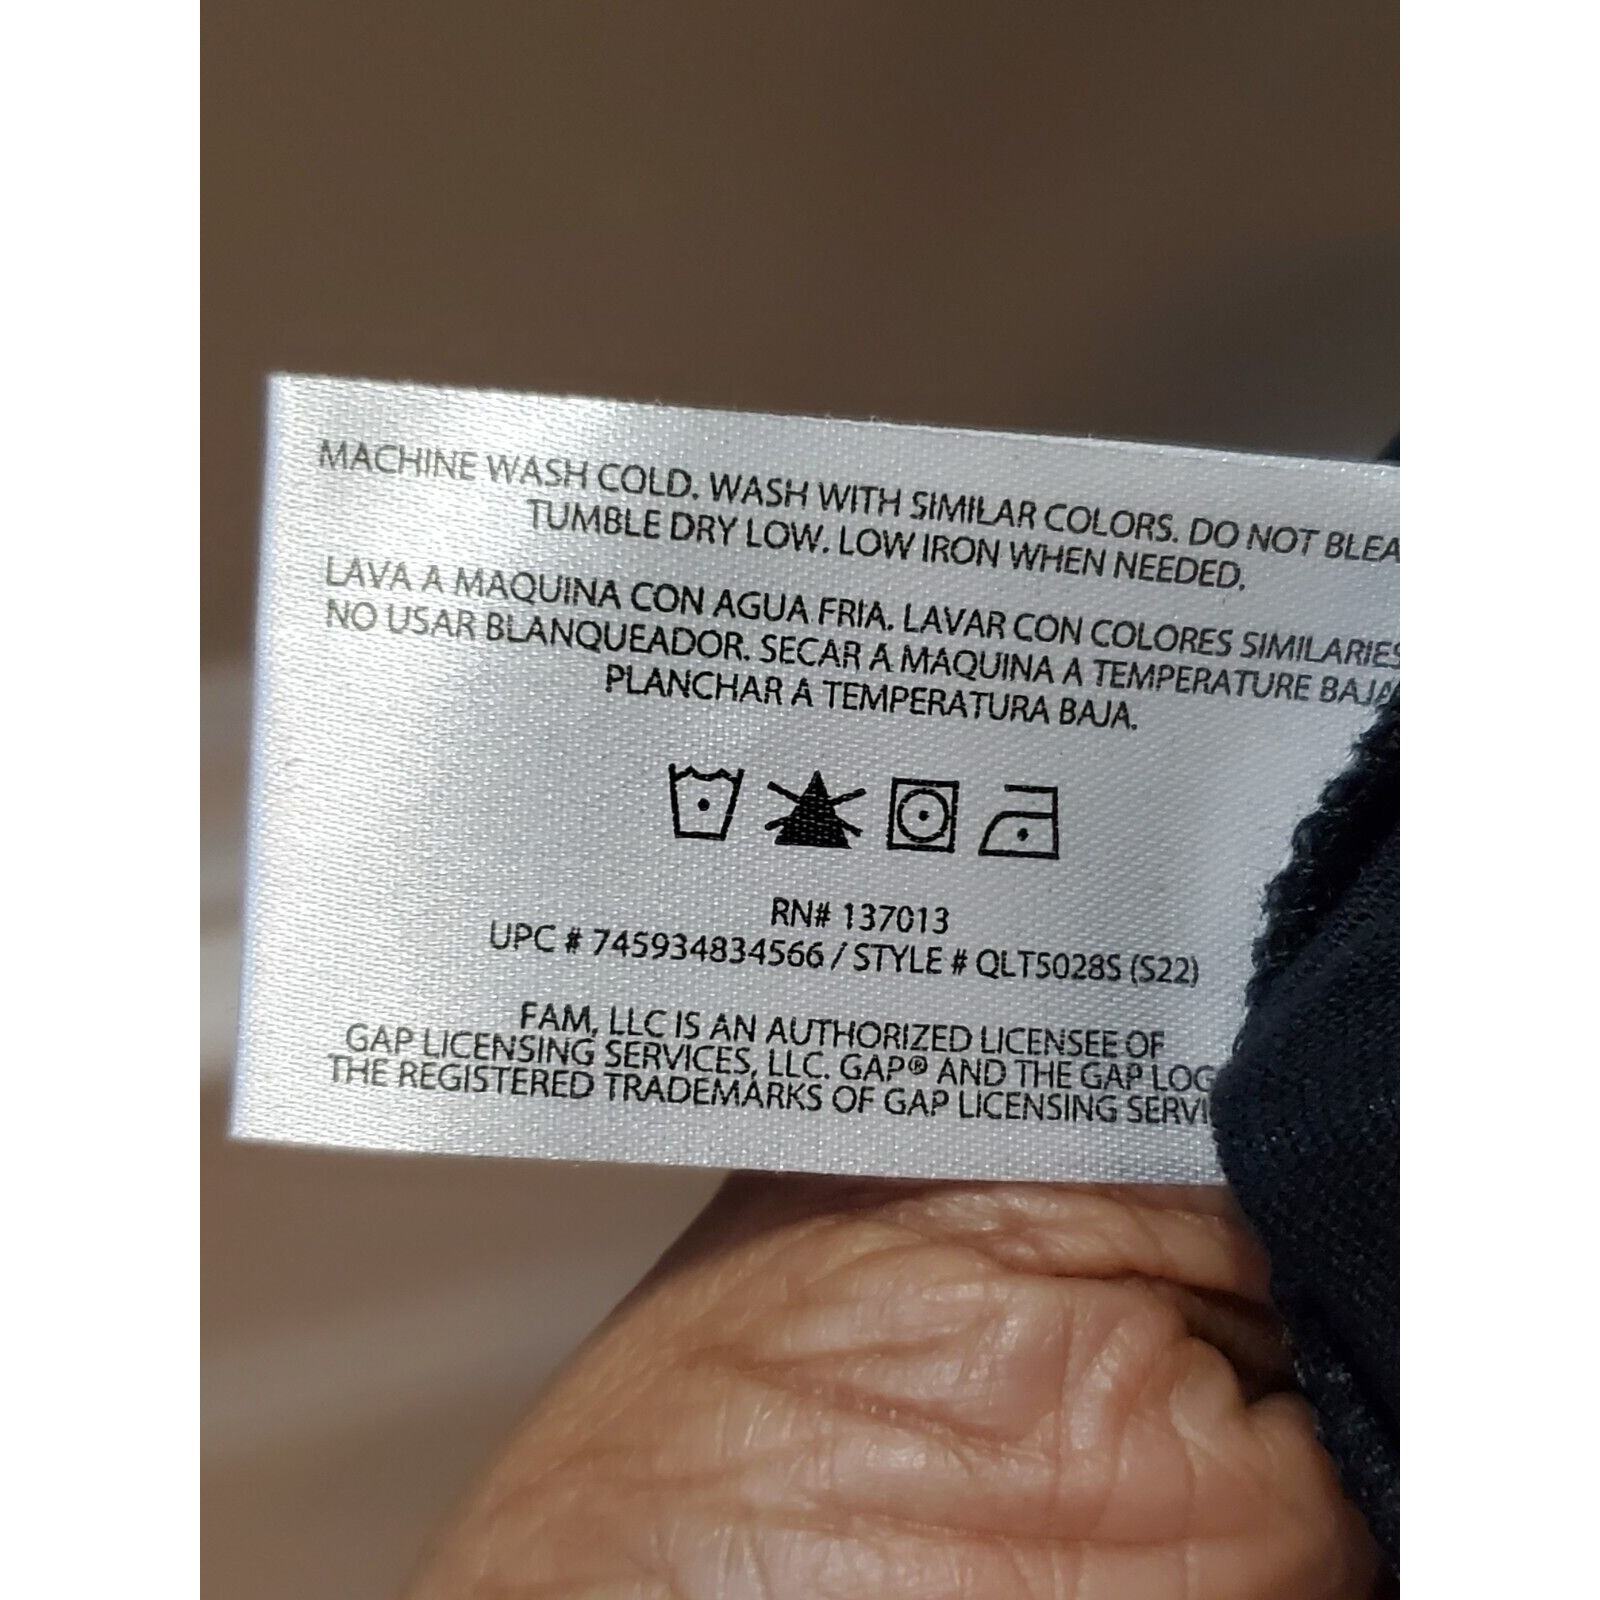 MACHINE WASH COLD. WASH WITH SIMILAR COLORS. DO NOT BLEA
TUMBLE DRY LOW. LOW IRON WHEN NEEDED.
LAVA A MAQUINA CON AGUA FRIA. LAVAR CON COLORES SIMILARIES
NO USAR BLANQUEADOR. SECAR A MAQUINA A TEMPERATURE BAJA
PLANCHAR A TEMPERATURA BAJA.
RN# 137013
UPC # 745934834566 / STYLE # QLT5028S (S22)
FAM, LLC IS AN AUTHORIZED LICENSEE OF
GAP LICENSING SERVICES, LLC. GAP® AND THE GAP LOG
THE REGISTERED TRADEMARKS OF GAP LICENSING SERVI